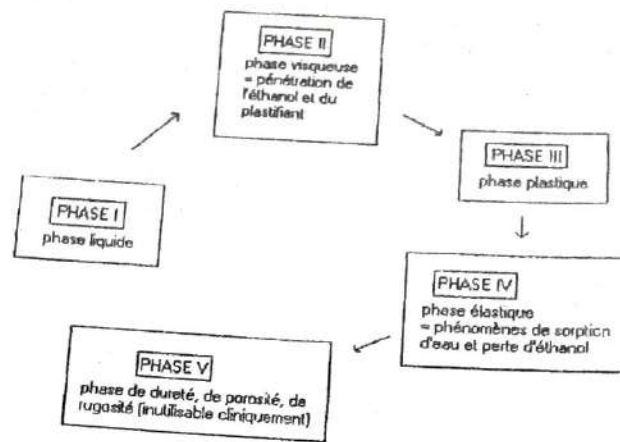 PHASE I
phase liquide
PHASE II
phase visqueuse
= pénétration de
l'éthanol et du
plastifiant
PHASE III
phase plastique
PHASE IV
phase élastique
= phénomènes de sorption
d'eau et perte d'éthanol
PHASE V
phase de dureté, de porosité, de
rugosité (inutilisable cliniquement)